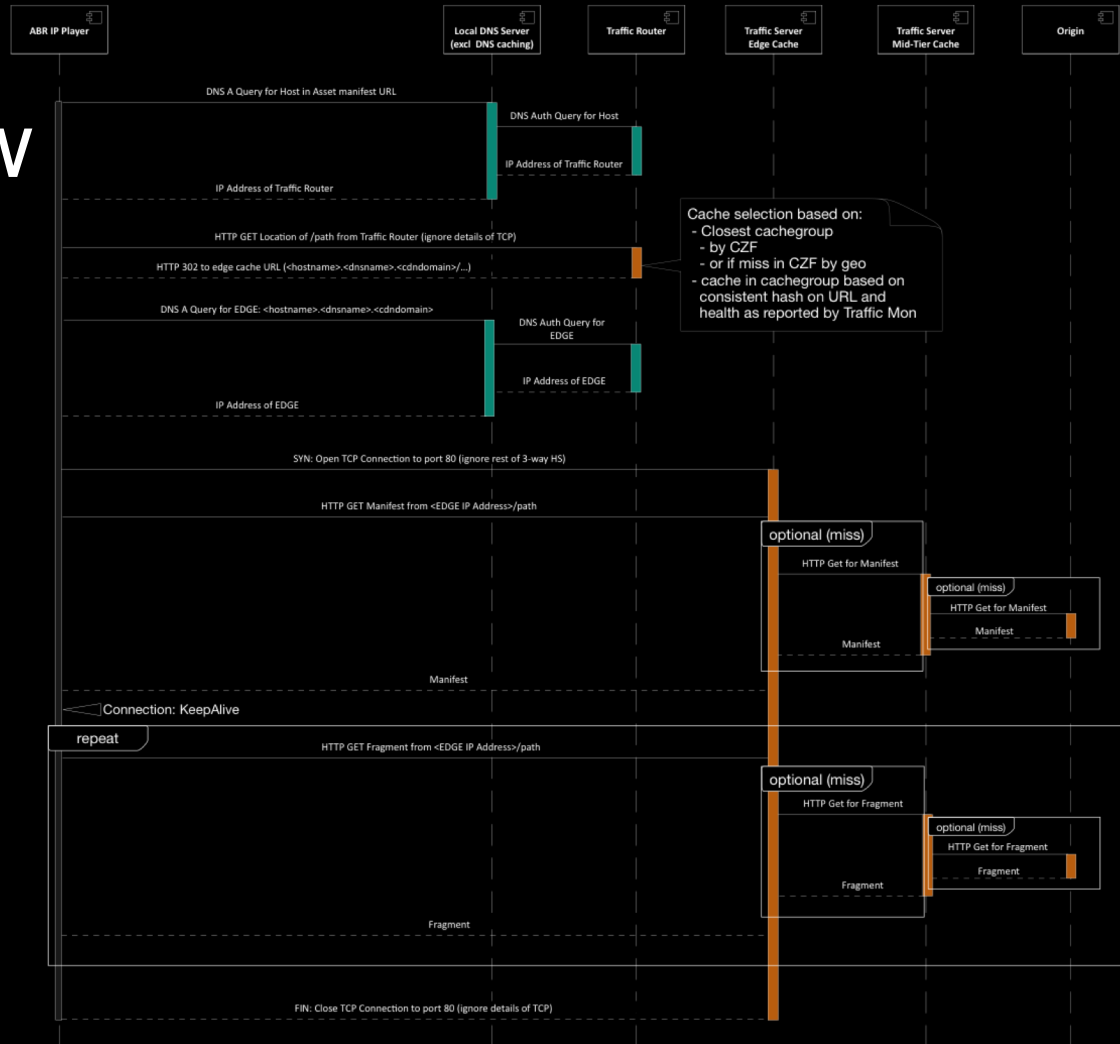 ABR IP Player
Local DNS Server
(excl DNS caching)
Traffic Router
Traffic Server
Edge Cache
Traffic Server
Mid-Tier Cache
Origin
DNS A Query for Host in Asset manifest URL
DNS Auth Query for Host
w
IP Address of Traffic Router
IP Address of Traffic Router
Cache selection based on:
- Closest cachegroup
- by CZF
- or if miss in CZF by geo
- cache in cachegroup based on
consistent hash on URL and
health as reported by Traffic Mon
HTTP GET Location of /path from Traffic Router (ignore details of TCP)
HTTP 302 to edge cache URL (<hostname>.<dnsname>.<cdndomain>/...)
DNS A Query for EDGE: <hostname>.<dnsname>.<cdndomain>
DNS Auth Query for
EDGE
IP Address of EDGE
IP Address of EDGE
SYN: Open TCP Connection to port 80 (ignore rest of 3-way HS)
HTTP GET Manifest from <EDGE IP Address>/path
optional (miss)
HTTP Get for Manifest
optional (miss)
HTTP Get for Manifest
Manifest
Manifest
Manifest
Connection: KeepAlive
repeat
HTTP GET Fragment from <EDGE IP Address>/path
optional (miss)
HTTP Get for Fragment
optional (miss)
HTTP Get for Fragment
Fragment
Fragment
Fragment
FIN: Close TCP Connection to port 80 (ignore details of TCP)